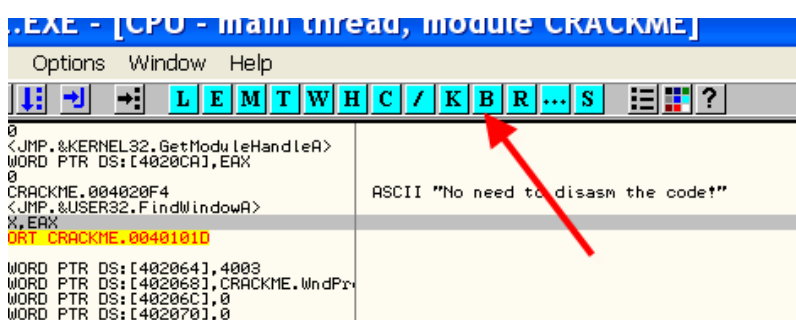 ..EXE - [CPU - main thread, module CRACKME]
Options Window Help
L E M T W H C / K B R ... S ?
0
<JMP.&KERNEL32.GetModuleHandleA>
WORD PTR DS:[4020CA],EAX
0
CRACKME.004020F4 ASCII "No need to disasm the code!"
<JMP.&USER32.FindWindowA>
X,EAX
ORT CRACKME.0040101D
WORD PTR DS:[402064],4003
WORD PTR DS:[402068],CRACKME.WndPr
WORD PTR DS:[40206C],0
WORD PTR DS:[402070],0